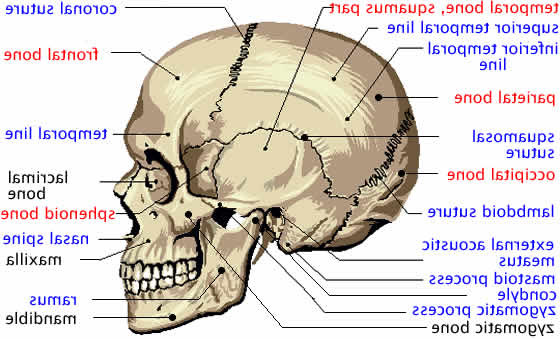 coronal suture
temporal bone, squamus part
superior temporal line
inferior temporal
line
frontal bone
parietal bone
temporal line
squamosal
suture
lacrimal
bone
occipital bone
sphenoid bone
lambdoid suture
nasal spine
external acoustic
meatus
maxilla
mastoid process
condyle
ramus
zygomatic process
mandible
zygomatic bone